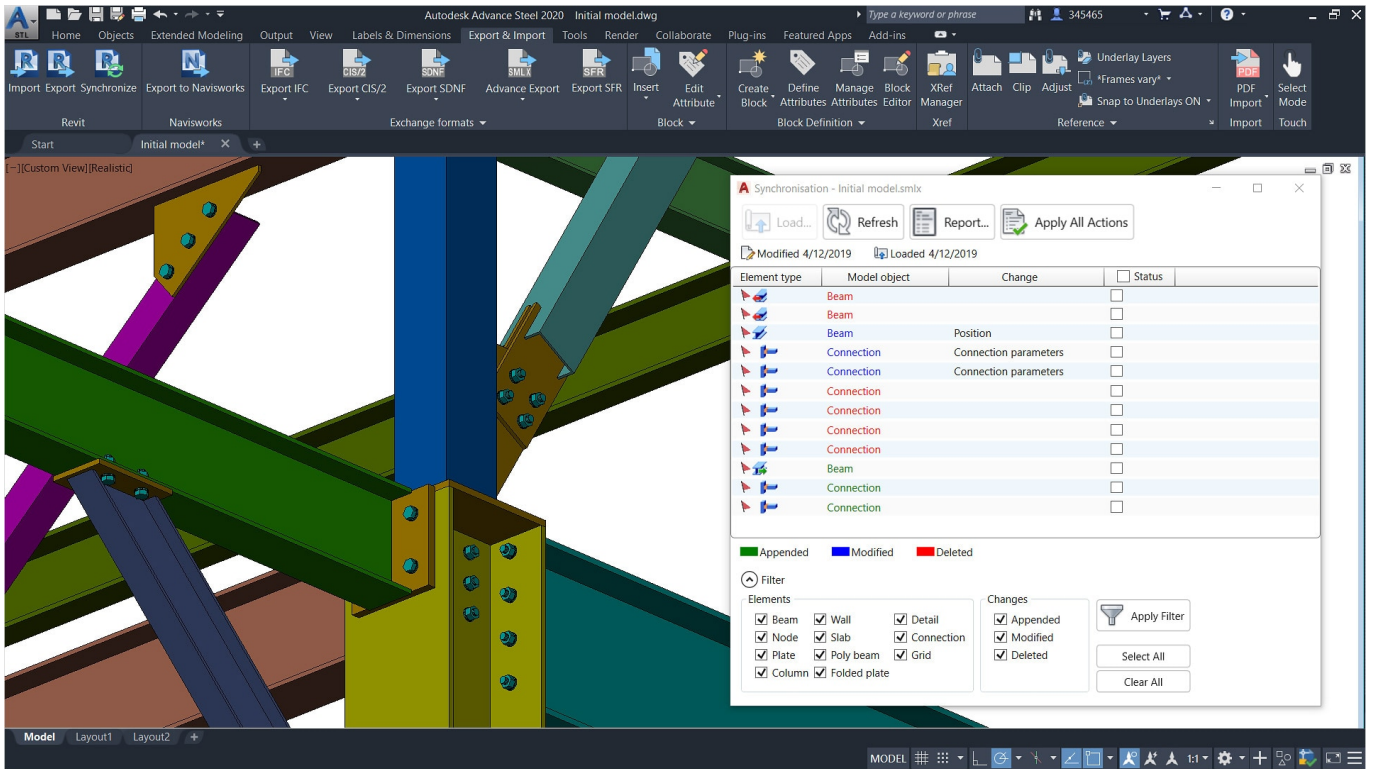 Autodesk Advance Steel 2020 Initial model.dwg
Type a keyword or phrase
345465
STL
Home Objects Extended Modeling Output View Labels & Dimensions Export & Import Tools Render Collaborate Plug-ins Featured Apps Add-ins
IFC CIS/2 SDNF SMLX SFR PDF
Import Export Synchronize Export to Navisworks Export IFC Export CIS/2 Export SDNF Advance Export Export SFR Insert Edit Attribute Create Block Define Attributes Manage Attributes Block Editor XRef Manager Attach Clip Adjust
Underlay Layers
*Frames vary*
Snap to Underlays ON
PDF Import Select Mode
Revit Navisworks Exchange formats Block Block Definition Xref Reference Import Touch
Start Initial model* +
[−][Custom View][Realistic]
A Synchronisation - Initial model.smlx
Load... Refresh Report... Apply All Actions
Modified 4/12/2019 Loaded 4/12/2019
Element type Model object Change Status
Beam
Beam
Beam Position
Connection Connection parameters
Connection Connection parameters
Connection
Connection
Connection
Connection
Beam
Connection
Connection
Appended Modified Deleted
Filter
Elements Changes
Beam Wall Detail Appended Apply Filter
Node Slab Connection Modified
Plate Poly beam Grid Deleted Select All
Column Folded plate
Clear All
Model Layout1 Layout2 +
MODEL 1:1